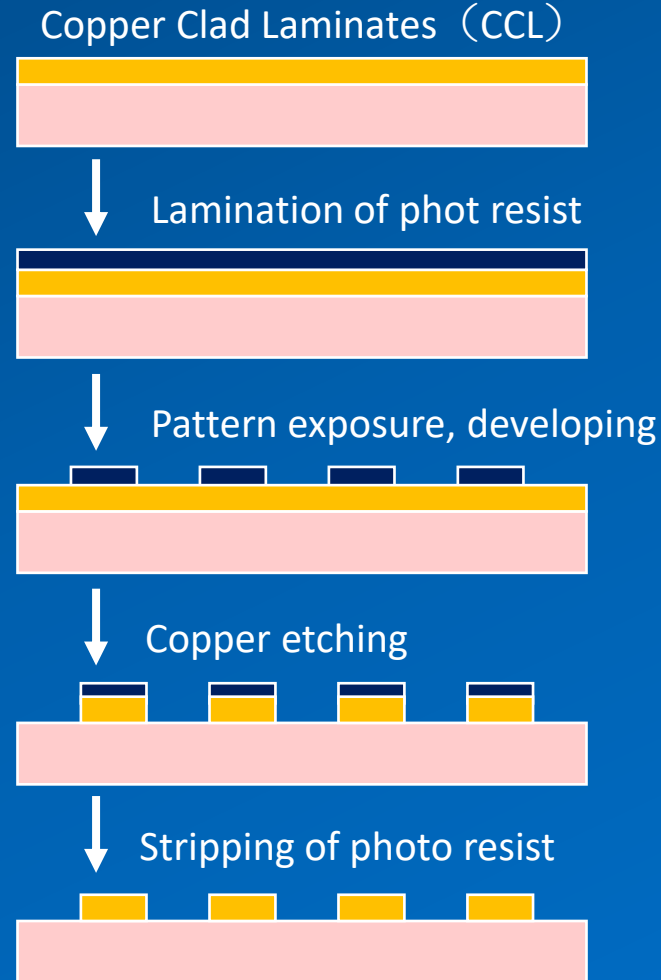 Copper Clad Laminates（CCL）
Lamination of phot resist
Pattern exposure, developing
Copper etching
Stripping of photo resist